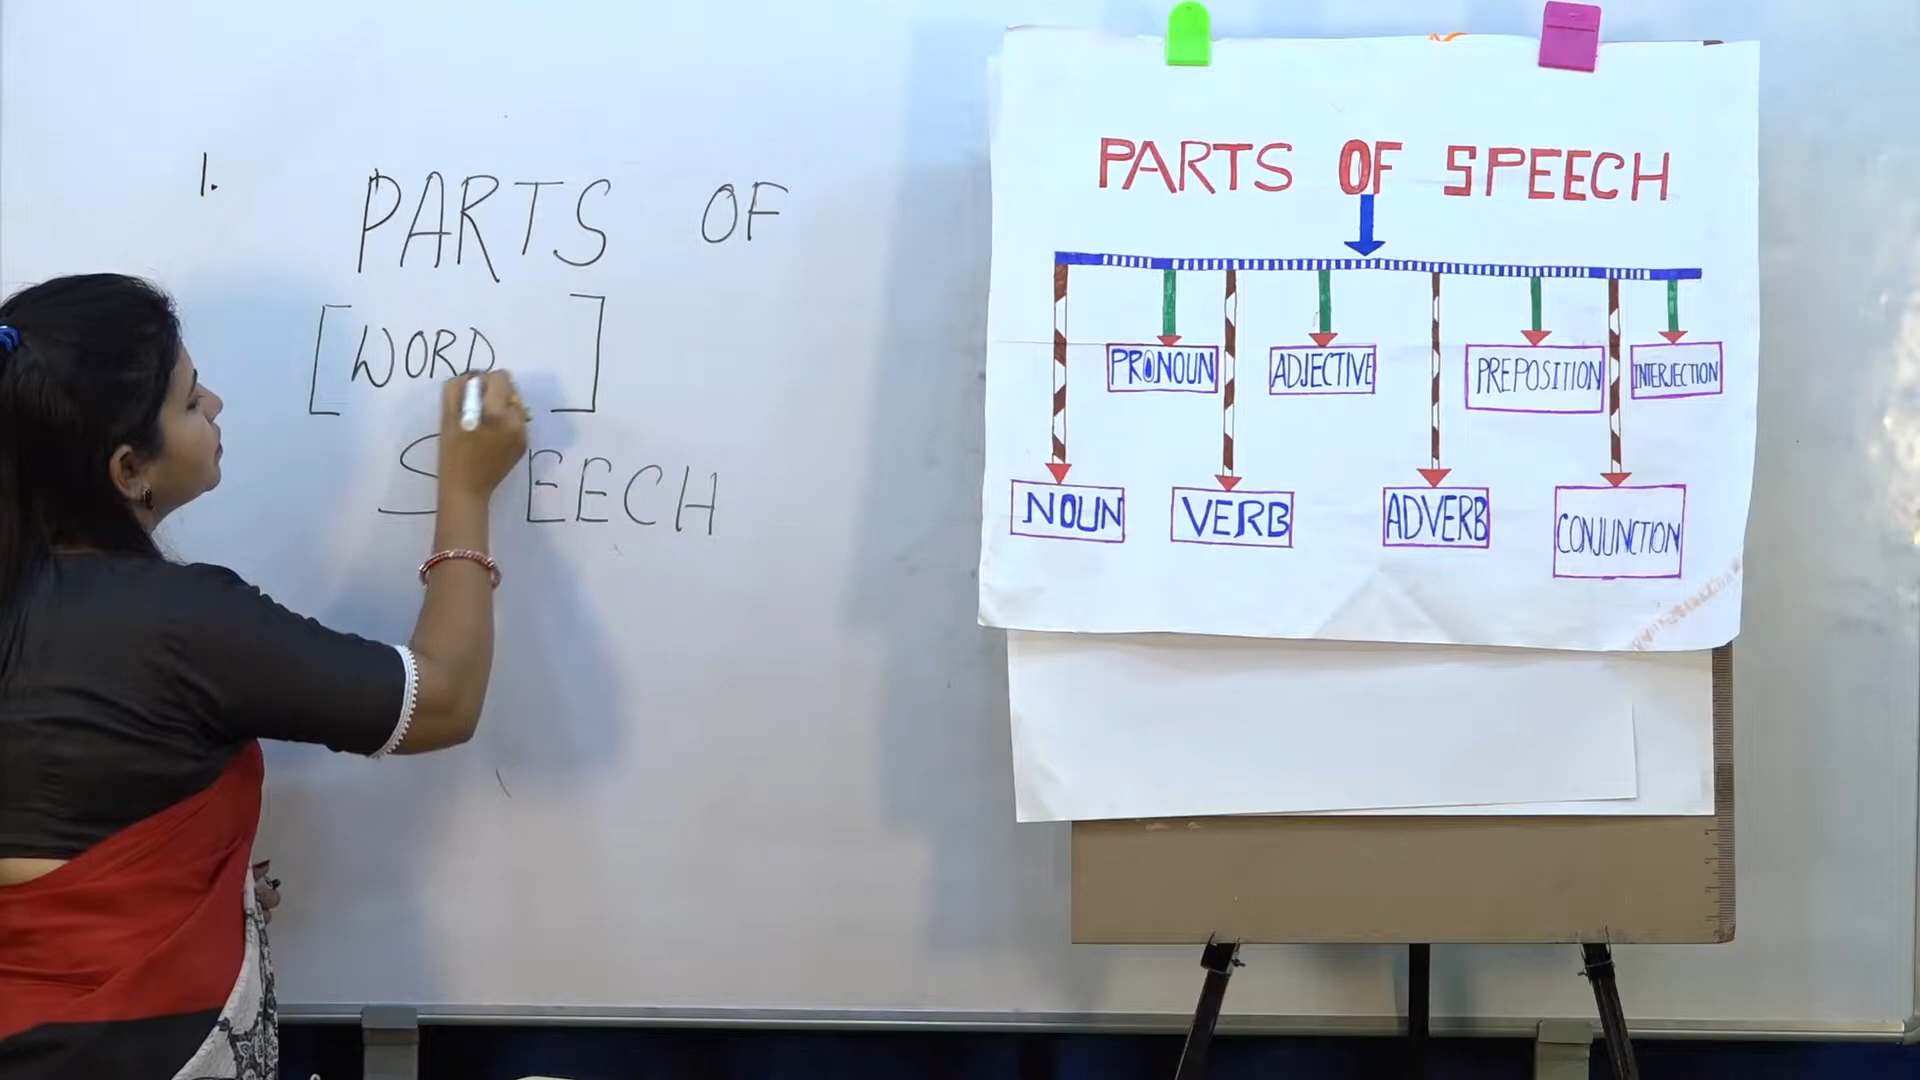 1. PARTS OF
[WORD ]
SPEECH
PARTS OF SPEECH
PRONOUN ADJECTIVE PREPOSITION INTERJECTION
NOUN VERB ADVERB CONJUNCTION